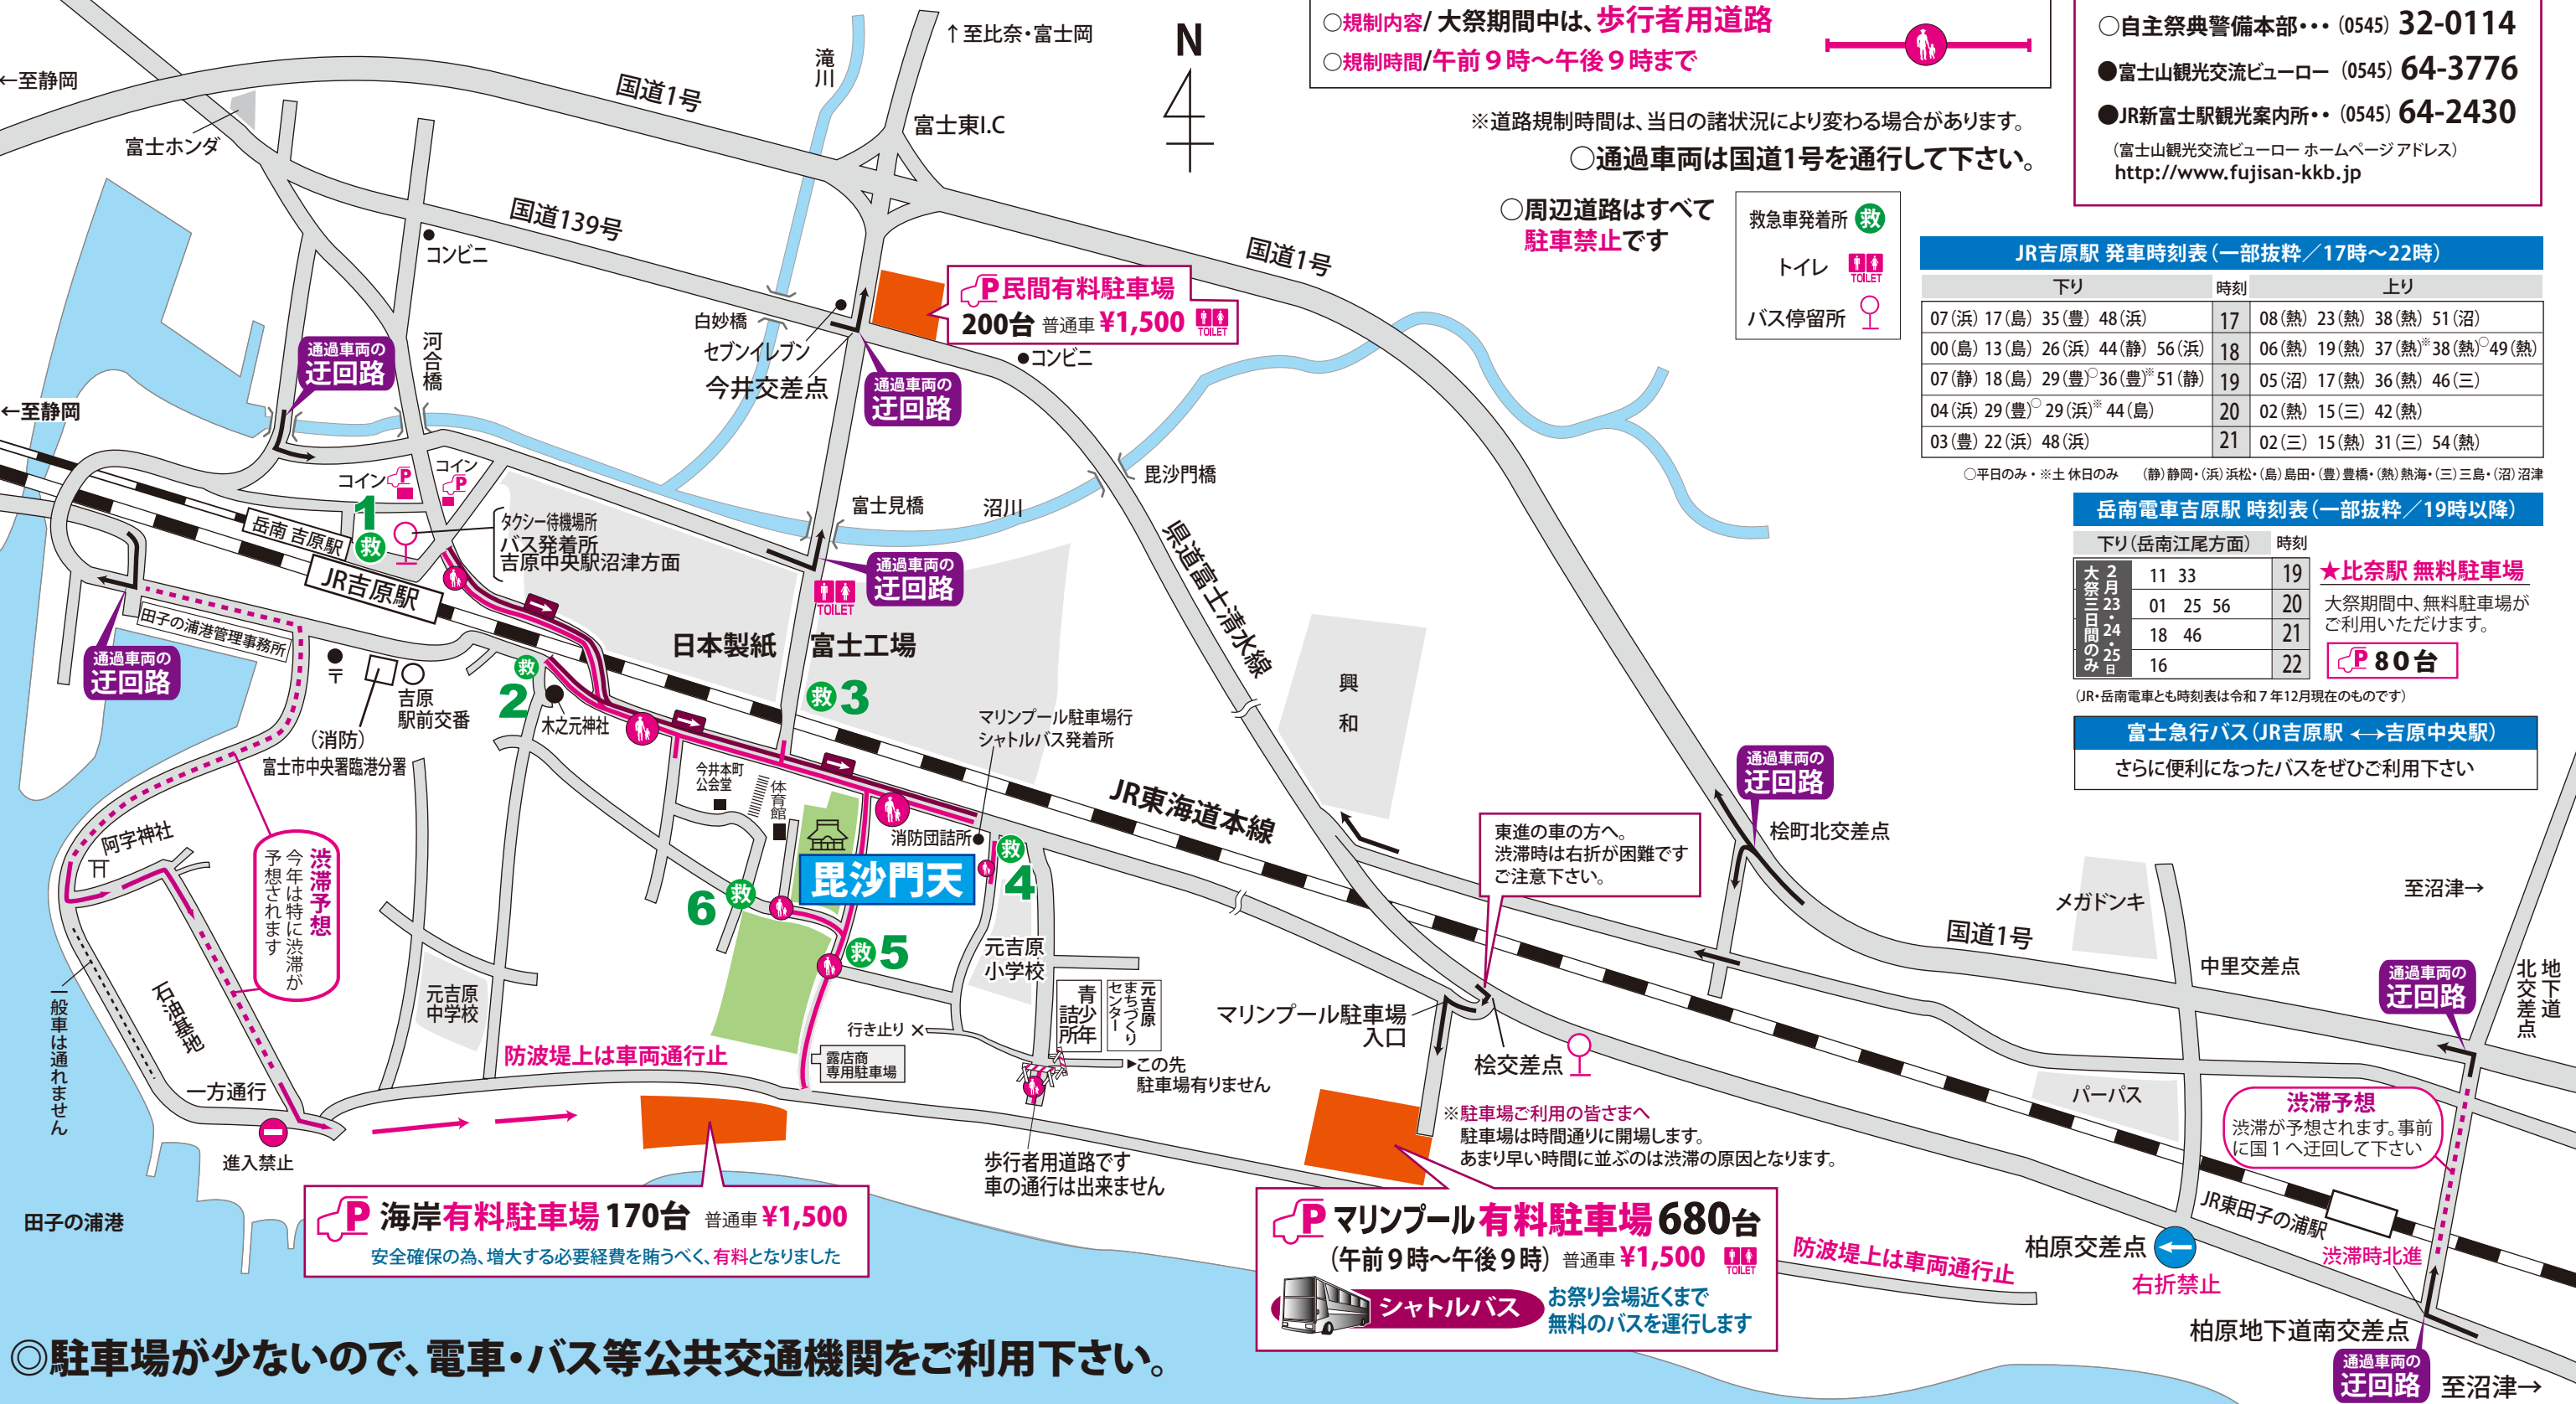 ○規制内容/ 大祭期間中は、歩行者用道路
○規制時間/午前９時〜午後９時まで
○自主祭典警備本部・・・ (0545) 32-0114
●富士山観光交流ビューロー (0545) 64-3776
●JR新富士駅観光案内所・・ (0545) 64-2430
(富士山観光交流ビューロー ホームページ アドレス)
http://www.fujisan-kkb.jp
※道路規制時間は、当日の諸状況により変わる場合があります。
○通過車両は国道1号を通行して下さい。
○周辺道路はすべて
駐車禁止です
救急車発着所 救
トイレ TOILET
バス停留所
JR吉原駅 発車時刻表(一部抜粋／17時〜22時)
下り 時刻 上り
07(浜) 17(島) 35(豊) 48(浜) 17 08(熱) 23(熱) 38(熱) 51(沼)
00(島) 13(島) 26(浜) 44(静) 56(浜) 18 06(熱) 19(熱) 37(熱)※38(熱)○49(熱)
07(静) 18(島) 29(豊)○36(豊)※51(静) 19 05(沼) 17(熱) 36(熱) 46(三)
04(浜) 29(豊)○ 29(浜)※ 44(島) 20 02(熱) 15(三) 42(熱)
03(豊) 22(浜) 48(浜) 21 02(三) 15(熱) 31(三) 54(熱)
○平日のみ・※土 休日のみ (静)静岡・(浜)浜松・(島)島田・(豊)豊橋・(熱)熱海・(三)三島・(沼)沼津
岳南電車吉原駅 時刻表(一部抜粋／19時以降)
下り(岳南江尾方面) 時刻
２月23・24・25日
大祭三日間のみ
11 33 19
01 25 56 20
18 46 21
16 22
★比奈駅 無料駐車場
大祭期間中、無料駐車場が
ご利用いただけます。
P 80台
(JR・岳南電車とも時刻表は令和７年12月現在のものです)
富士急行バス(JR吉原駅 ⟷吉原中央駅)
さらに便利になったバスをぜひご利用下さい
←至静岡
富士ホンダ
国道1号
滝川
↑至比奈・富士岡
富士東I.C
N
国道139号
コンビニ
国道1号
P民間有料駐車場
200台 普通車 ¥1,500 TOILET
白妙橋
セブンイレブン
今井交差点
コンビニ
通過車両の
迂回路
河合橋
通過車両の
迂回路
←至静岡
コイン P
コイン P
1
救
岳南 吉原駅
JR吉原駅
タクシー待機場所
バス発着所
吉原中央駅沼津方面
富士見橋
沼川
毘沙門橋
県道富士清水線
通過車両の
迂回路
TOILET
日本製紙 富士工場
救 3
田子の浦港管理事務所
通過車両の
迂回路
〒
吉原
駅前交番
(消防)
富士市中央署臨港分署
救
2
木之元神社
興和
マリンプール駐車場行
シャトルバス発着所
今井本町
公会堂
体育館
JR東海道本線
消防団詰所
毘沙門天
救
4
6 救
救 5
阿字神社
渋滞予想
今年は特に渋滞が
予想されます
一般車は通れません
石油基地
元吉原
中学校
元吉原
小学校
青少年
詰所
元吉原
まちづくり
センター
行き止り ×
露店商
専用駐車場
▸この先
駐車場有りません
防波堤上は車両通行止
一方通行
進入禁止
田子の浦港
P 海岸有料駐車場 170台 普通車 ¥1,500
安全確保の為、増大する必要経費を賄うべく、有料となりました
歩行者用道路です
車の通行は出来ません
東進の車の方へ。
渋滞時は右折が困難です
ご注意下さい。
通過車両の
迂回路
桧町北交差点
メガドンキ
至沼津→
国道1号
中里交差点
通過車両の
迂回路
地下道
北交差点
マリンプール駐車場
入口
桧交差点
パーパス
※駐車場ご利用の皆さまへ
駐車場は時間通りに開場します。
あまり早い時間に並ぶのは渋滞の原因となります。
P マリンプール有料駐車場 680台
(午前９時〜午後９時) 普通車 ¥1,500 TOILET
シャトルバス
お祭り会場近くまで
無料のバスを運行します
渋滞予想
渋滞が予想されます。事前
に国１へ迂回して下さい
JR東田子の浦駅
防波堤上は車両通行止
柏原交差点
右折禁止
渋滞時北進
柏原地下道南交差点
通過車両の
迂回路
至沼津→
◎駐車場が少ないので、電車・バス等公共交通機関をご利用下さい。